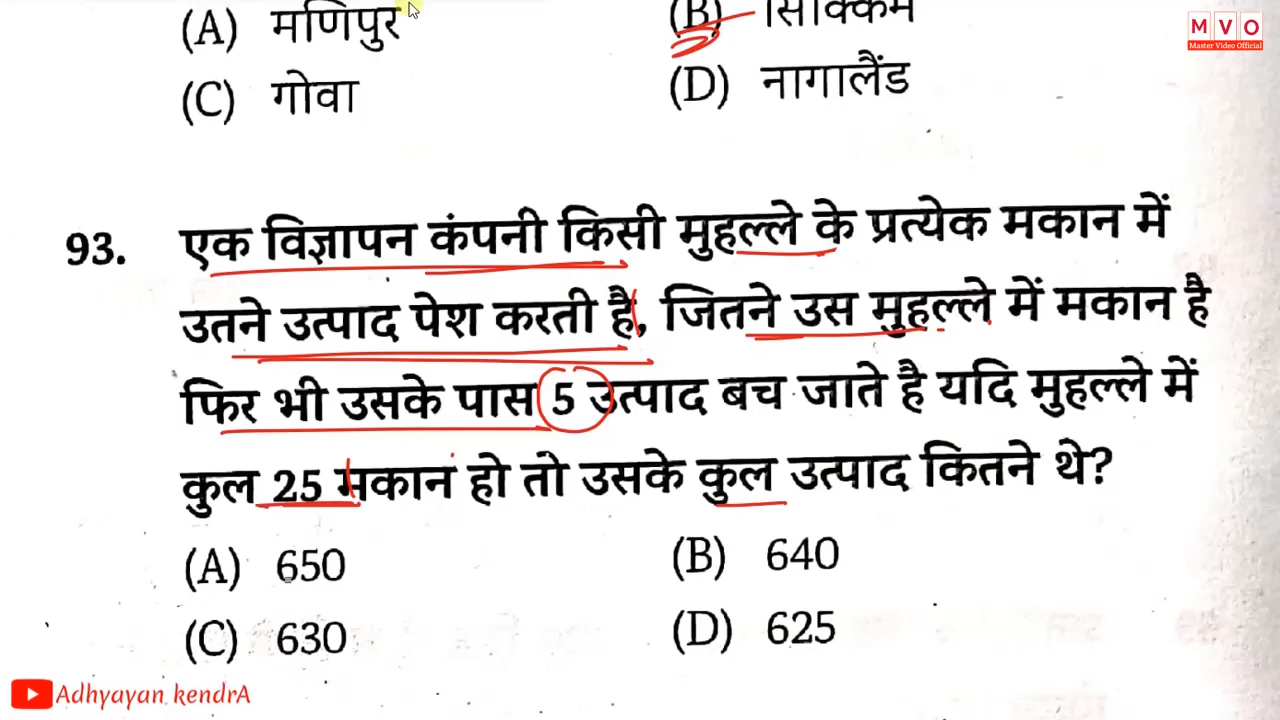 (A) मणिपुर (B) सिक्किम
MVO
Master Video Official
(C) गोवा (D) नागालैंड
93. एक विज्ञापन कंपनी किसी मुहल्ले के प्रत्येक मकान में
उतने उत्पाद पेश करती है, जितने उस मुहल्ले में मकान है
फिर भी उसके पास 5 उत्पाद बच जाते है यदि मुहल्ले में
कुल 25 मकान हो तो उसके कुल उत्पाद कितने थे?
(A) 650 (B) 640
(C) 630 (D) 625
Adhyayan kendrA